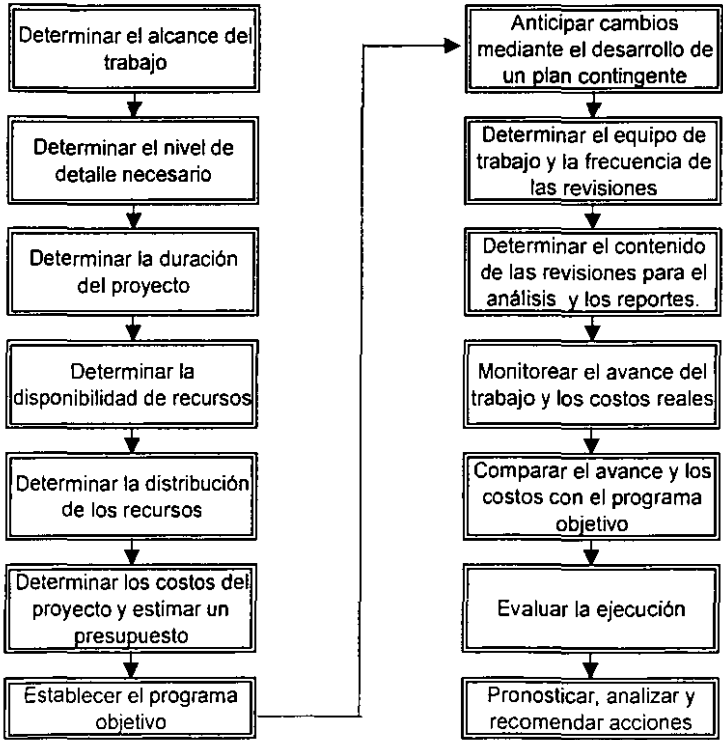 Determinar el alcance del
trabajo
Determinar el nivel de
detalle necesario
Determinar la duración
del proyecto
Determinar la
disponibilidad de recursos
Determinar la distribución
de los recursos
Determinar los costos del
proyecto y estimar un
presupuesto
Establecer el programa
objetivo
Anticipar cambios
mediante el desarrollo de
un plan contingente
Determinar el equipo de
trabajo y la frecuencia de
las revisiones
Determinar el contenido
de las revisiones para el
análisis y los reportes.
Monitorear el avance del
trabajo y los costos reales
Comparar el avance y los
costos con el programa
objetivo
Evaluar la ejecución
Pronosticar, analizar y
recomendar acciones